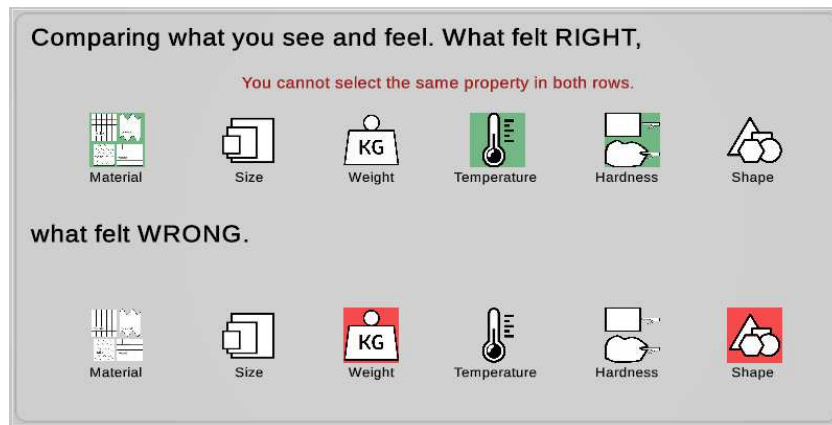 Comparing what you see and feel. What felt RIGHT,
You cannot select the same property in both rows.
KG
Material Size Weight Temperature Hardness Shape
what felt WRONG.
KG
Material Size Weight Temperature Hardness Shape